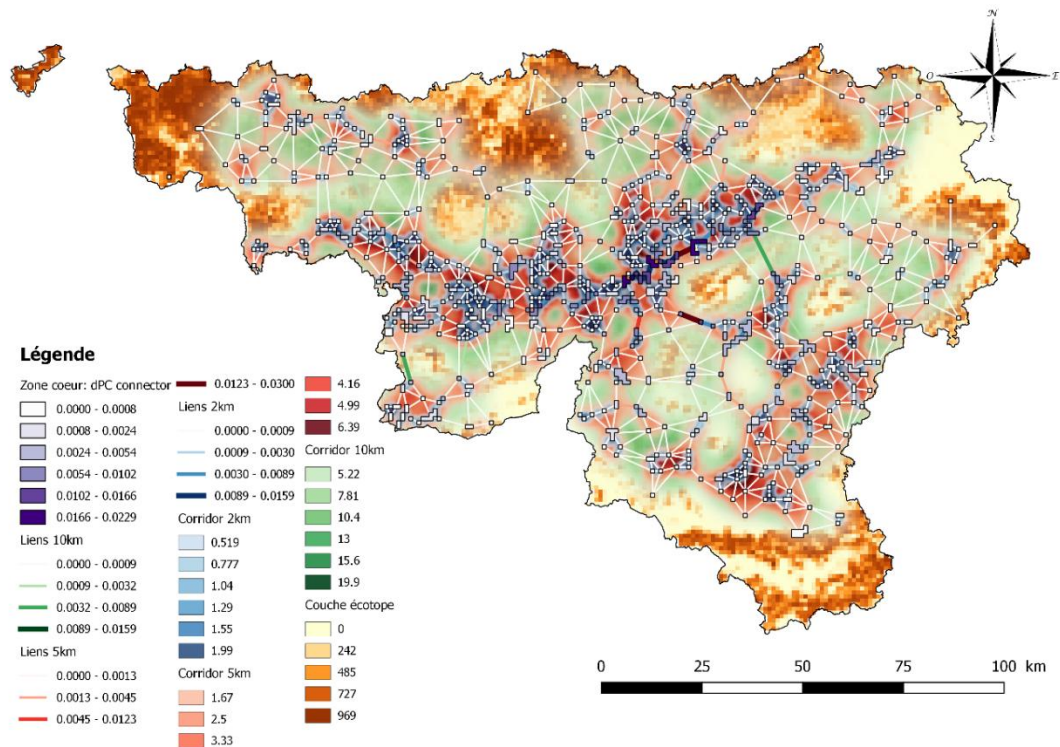 N
O
E
S
Légende
Zone coeur: dPC connector
0.0000 - 0.0008
0.0008 - 0.0024
0.0024 - 0.0054
0.0054 - 0.0102
0.0102 - 0.0166
0.0166 - 0.0229
Liens 10km
0.0000 - 0.0009
0.0009 - 0.0032
0.0032 - 0.0089
0.0089 - 0.0159
Liens 5km
0.0000 - 0.0013
0.0013 - 0.0045
0.0045 - 0.0123
0.0123 - 0.0300
Liens 2km
0.0000 - 0.0009
0.0009 - 0.0030
0.0030 - 0.0089
0.0089 - 0.0159
Corridor 2km
0.519
0.777
1.04
1.29
1.55
1.99
Corridor 5km
1.67
2.5
3.33
4.16
4.99
6.39
Corridor 10km
5.22
7.81
10.4
13
15.6
19.9
Couche écotope
0
242
485
727
969
0 25 50 75 100 km